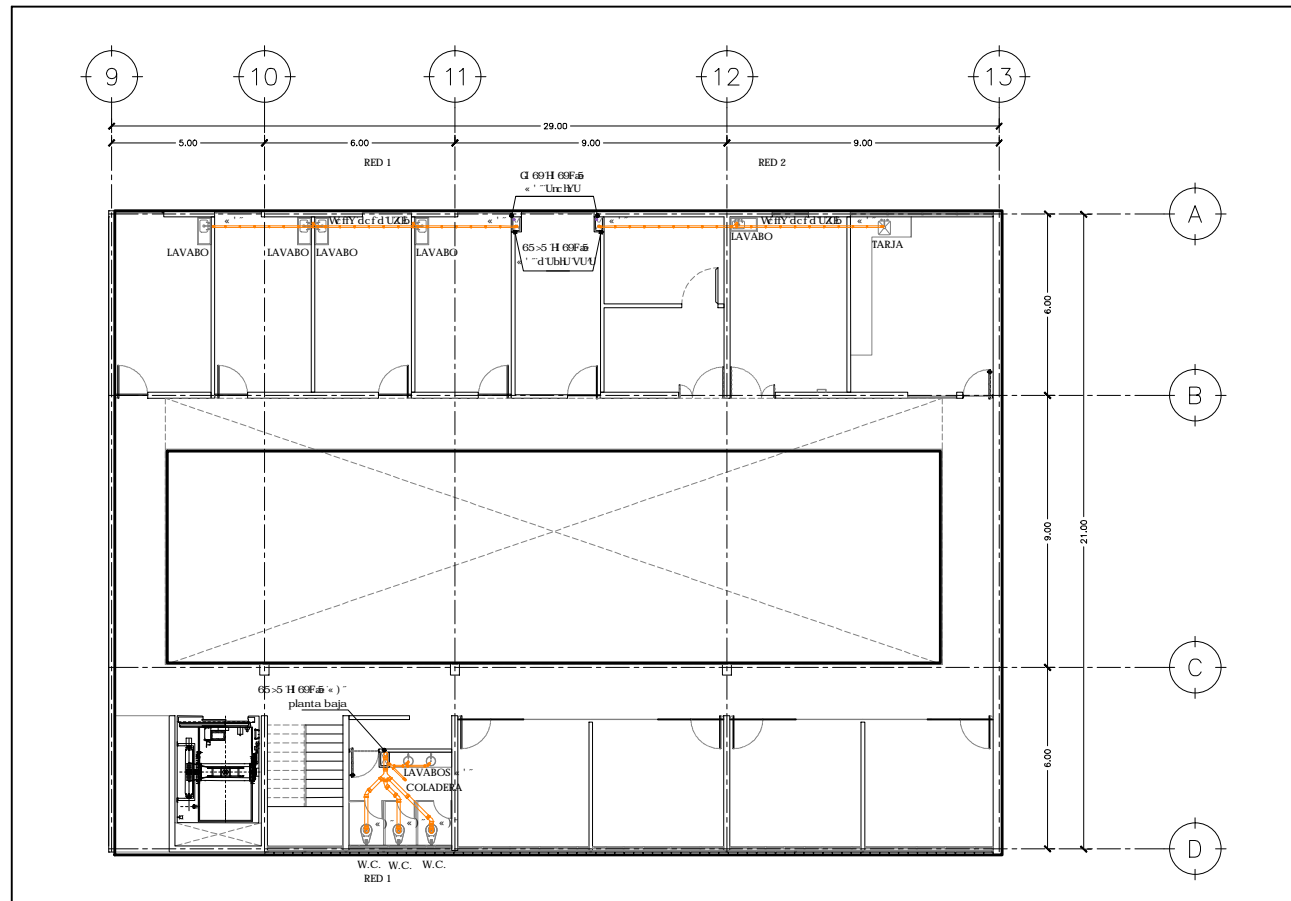 9
10
11
12
13
29.00
5.00
6.00
9.00
9.00
RED 1
RED 2
A
LAVABO
LAVABO
LAVABO
LAVABO
LAVABO
TARJA
6.00
B
9.00
21.00
C
planta baja
LAVABOS
COLADERA
6.00
D
W.C.
W.C.
W.C.
RED 1